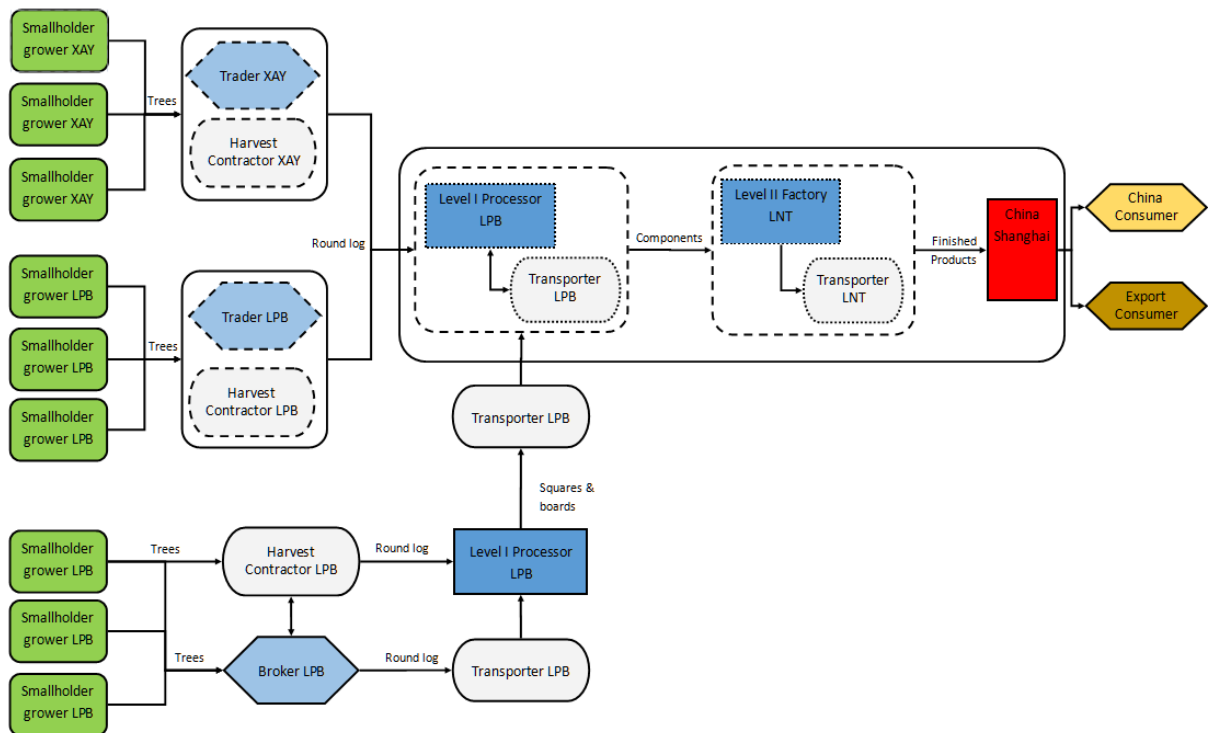 Smallholder
grower XAY
Smallholder
grower XAY
Smallholder
grower XAY
Trees
Trader XAY
Harvest
Contractor XAY
Smallholder
grower LPB
Smallholder
grower LPB
Smallholder
grower LPB
Trees
Trader LPB
Harvest
Contractor LPB
Round log
Level I Processor
LPB
Transporter
LPB
Components
Level II Factory
LNT
Transporter
LNT
Finished
Products
China
Shanghai
China
Consumer
Export
Consumer
Transporter LPB
Squares &
boards
Smallholder
grower LPB
Smallholder
grower LPB
Smallholder
grower LPB
Trees
Harvest
Contractor LPB
Round log
Level I Processor
LPB
Trees
Broker LPB
Round log
Transporter LPB